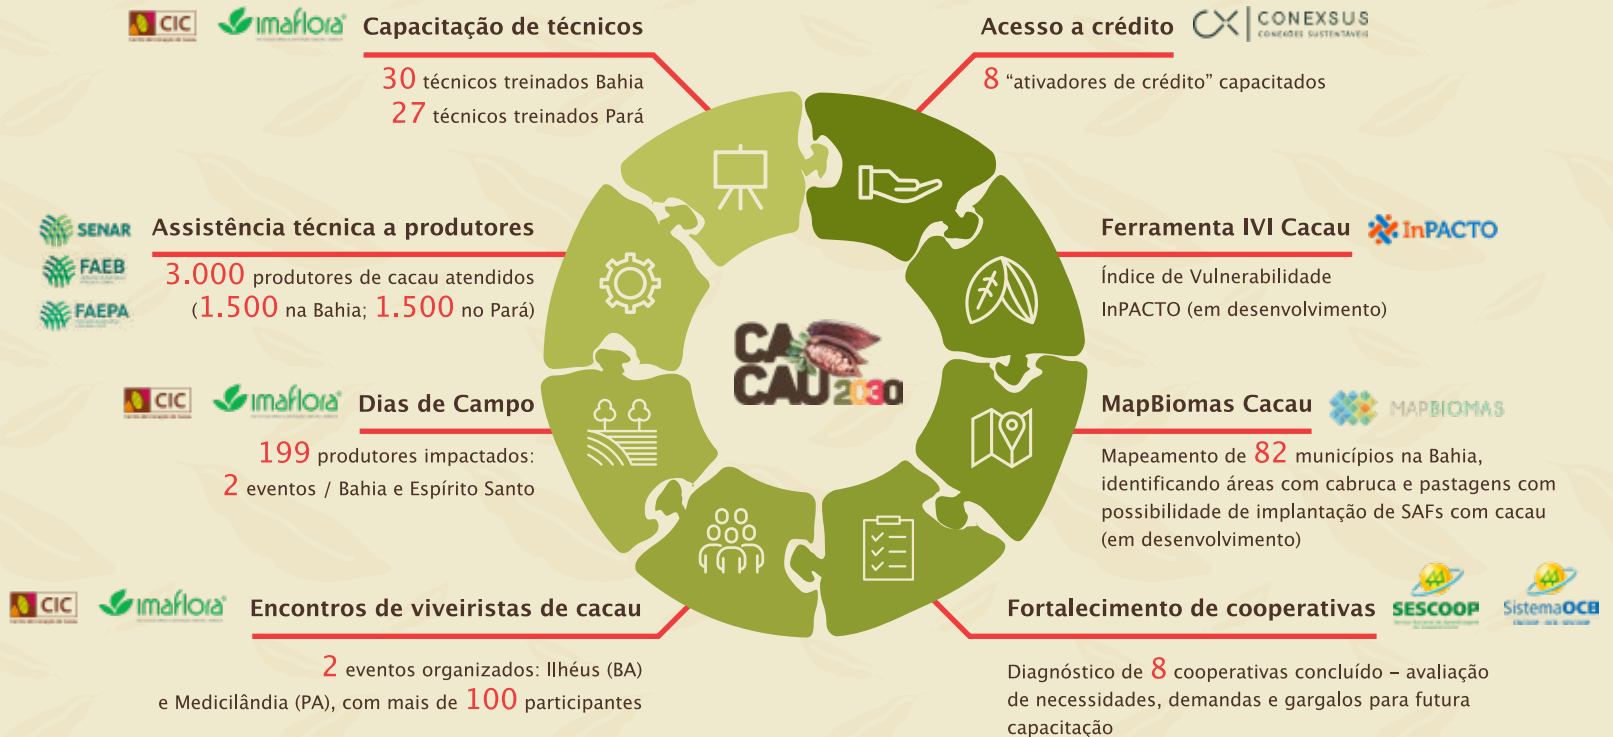 CIC
imaflora
Capacitação de técnicos
30 técnicos treinados Bahia
27 técnicos treinados Pará
Acesso a crédito
CX CONEXSUS
CONEXÕES SUSTENTÁVEIS
8 “ativadores de crédito” capacitados
SENAR
FAEB
FAEPA
Assistência técnica a produtores
3.000 produtores de cacau atendidos
(1.500 na Bahia; 1.500 no Pará)
Ferramenta IVI Cacau
InPACTO
Índice de Vulnerabilidade
InPACTO (em desenvolvimento)
CA
CAU 2030
CIC
imaflora
Dias de Campo
199 produtores impactados:
2 eventos / Bahia e Espírito Santo
MapBiomas Cacau
MAPBIOMAS
Mapeamento de 82 municípios na Bahia,
identificando áreas com cabruca e pastagens com
possibilidade de implantação de SAFs com cacau
(em desenvolvimento)
CIC
imaflora
Encontros de viveiristas de cacau
2 eventos organizados: Ilhéus (BA)
e Medicilândia (PA), com mais de 100 participantes
Fortalecimento de cooperativas
SESCOOP
SistemaOCB
Diagnóstico de 8 cooperativas concluído – avaliação
de necessidades, demandas e gargalos para futura
capacitação